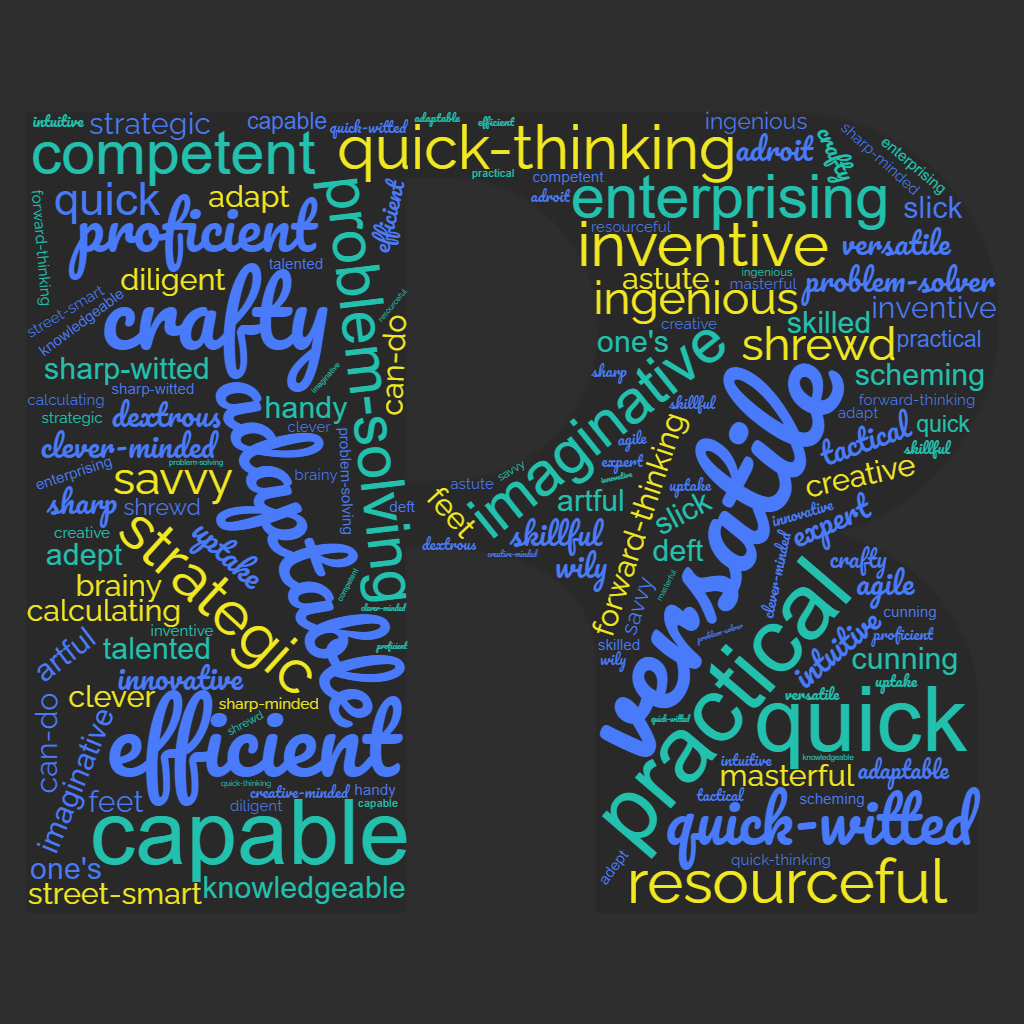 intuitive
strategic
capable
quick-witted
adaptable
efficient
ingenious
crafty
sharp-minded
enterprising
competent
quick-thinking
adroit
practical
competent
adroit
enterprising
slick
quick
adapt
problem-solving
efficient
forward-thinking
proficient
resourceful
inventive
versatile
talented
diligent
astute
ingenious
masterful
problem-solver
street-smart
knowledgeable
crafty
resourceful
ingenious
inventive
can-do
creative
skilled
one's
shrewd
practical
sharp-witted
imaginative
imaginative
sharp
scheming
calculating
sharp-witted
forward-thinking
strategic
dextrous
handy
skillful
adapt
clever-minded
clever
agile
tactical
quick
problem-solving
expert
skillful
enterprising
savvy
brainy
problem-solving
astute
savvy
innovative
uptake
creative
sharp
shrewd
deft
feet
artful
slick
innovative
expert
creative
adept
uptake
strategic
adaptable
dextrous
creative-minded
skillful
deft
forward-thinking
versatile
clever-minded
crafty
brainy
competent
wily
masterful
agile
calculating
clever-minded
savvy
practical
cunning
inventive
talented
artful
proficient
skilled
problem-solver
intuitive
proficient
wily
cunning
innovative
uptake
clever
sharp-minded
versatile
can-do
imaginative
shrewd
quick-witted
quick
efficient
knowledgeable
intuitive
masterful
adaptable
quick-thinking
feet
creative-minded
handy
diligent
capable
tactical
scheming
capable
quick-witted
one's
adept
quick-thinking
street-smart
knowledgeable
resourceful